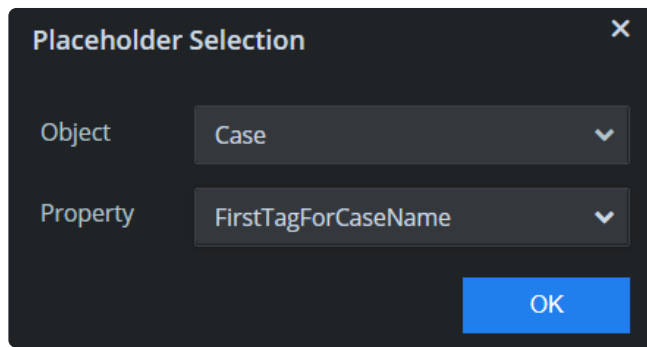 Placeholder Selection
Object Case
Property FirstTagForCaseName
OK